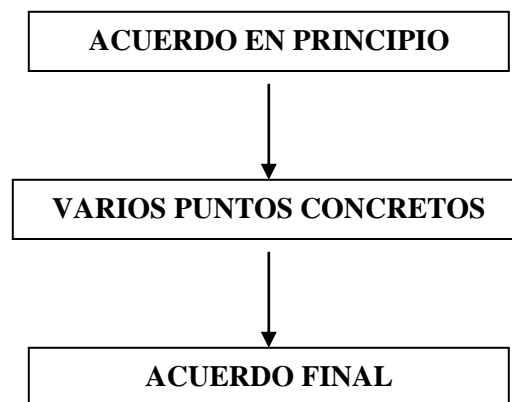 ACUERDO EN PRINCIPIO
VARIOS PUNTOS CONCRETOS
ACUERDO FINAL